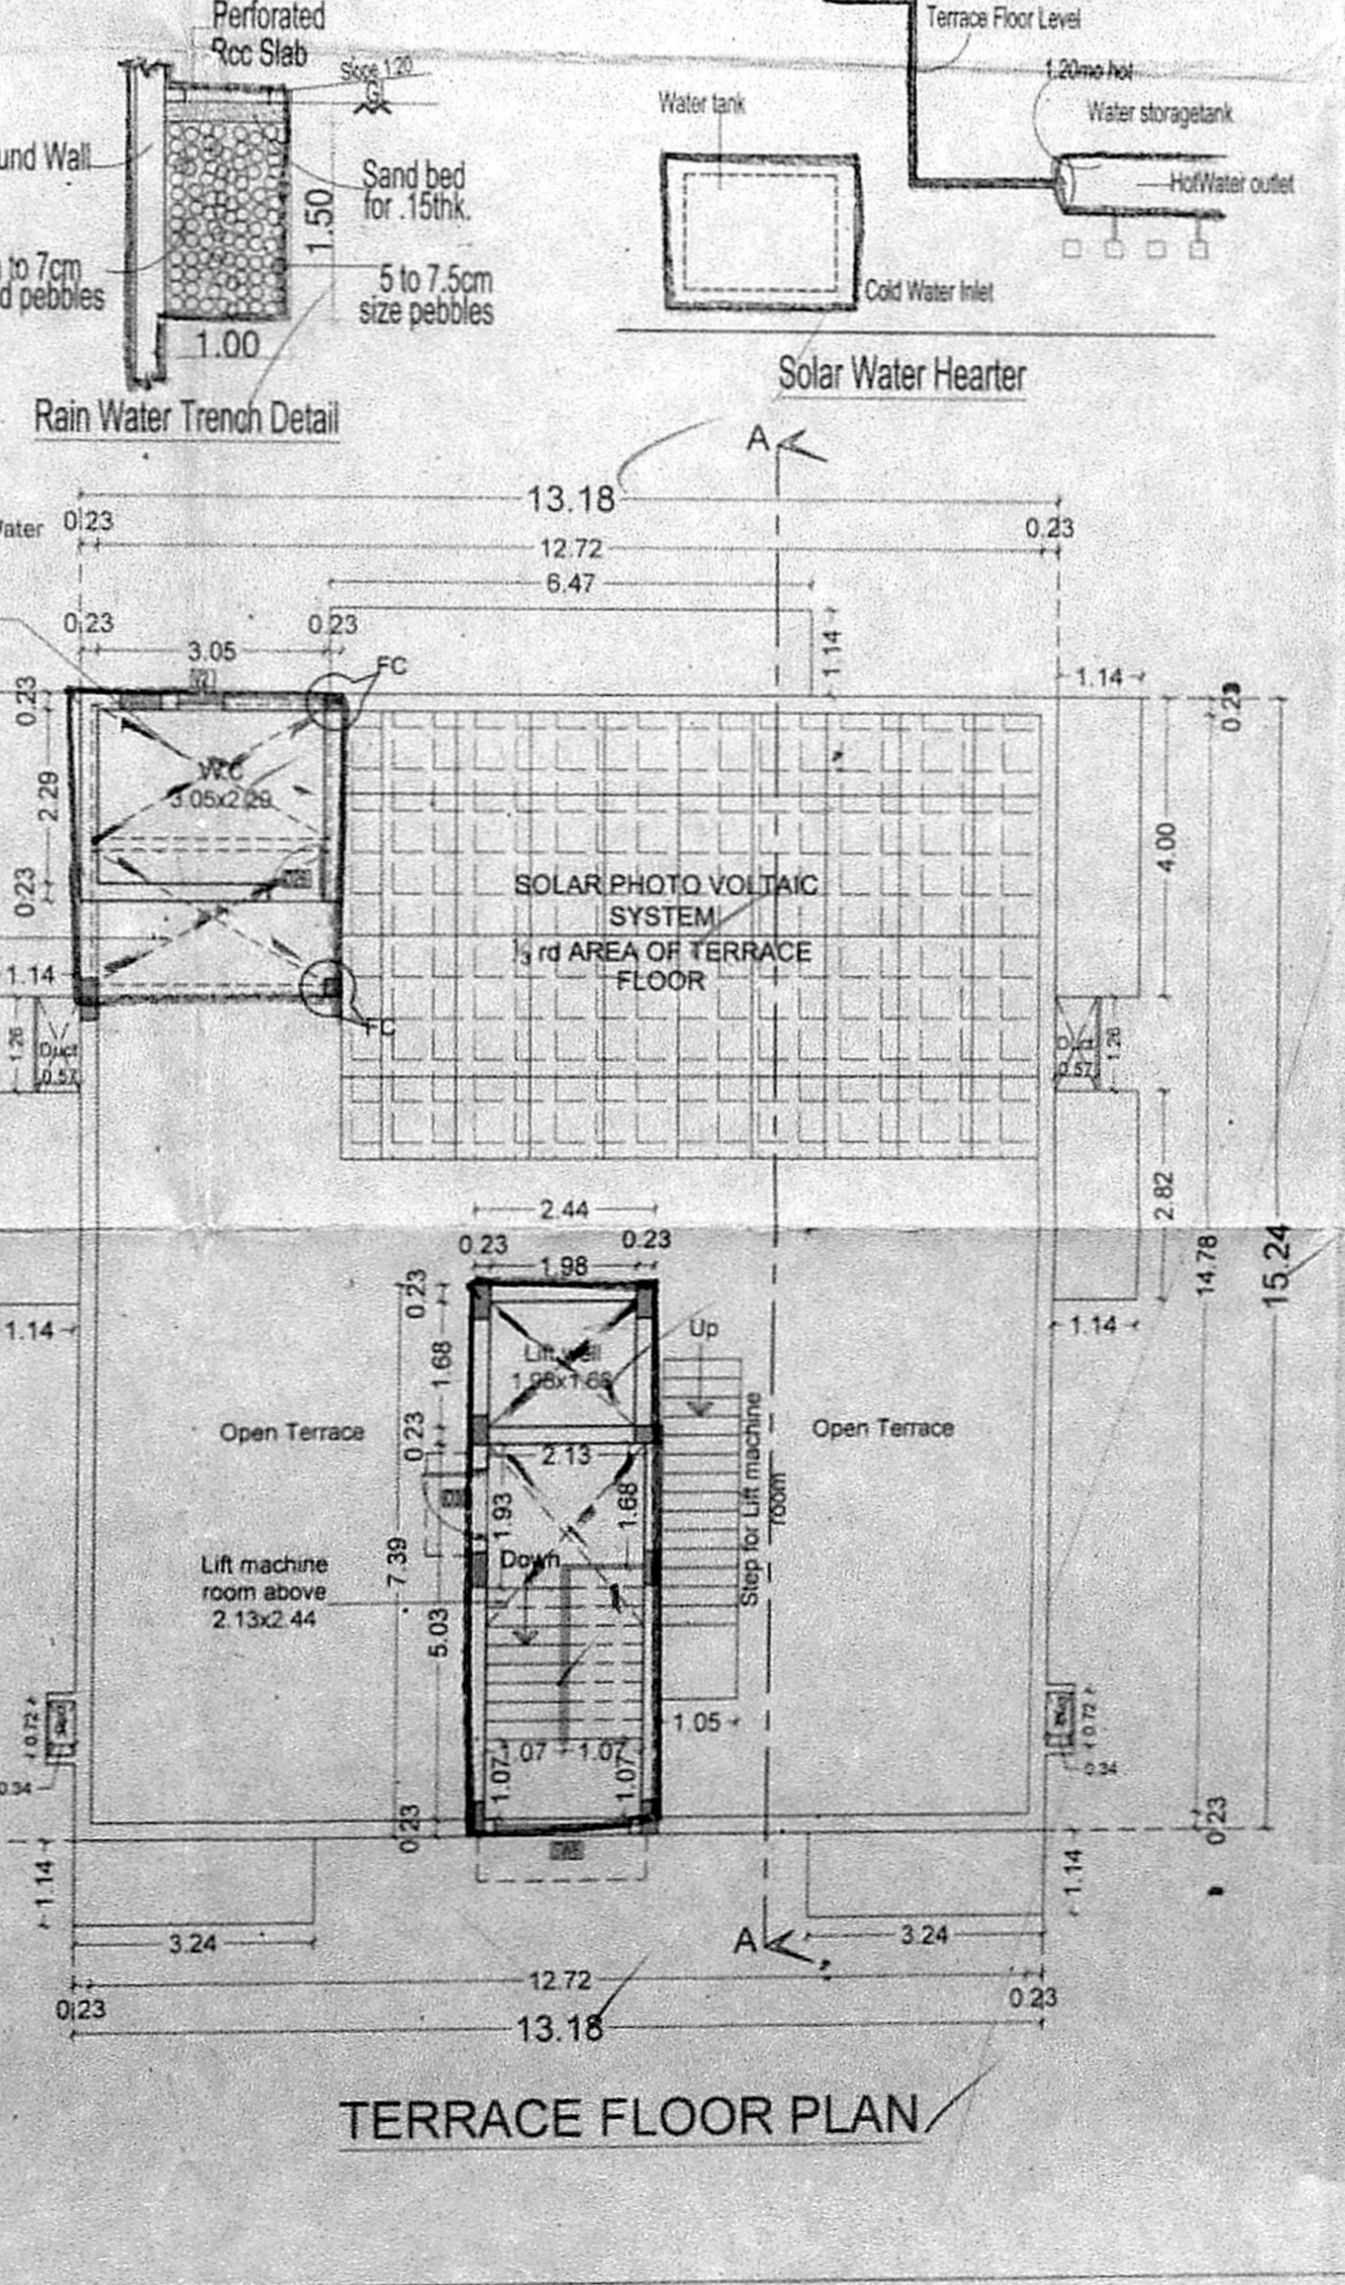 Perforated
Rcc Slab
Slope 1:20
GL
und Wall
Sand bed
for .15thk.
1.50
to 7cm
d pebbles
5 to 7.5cm
size pebbles
1.00
Rain Water Trench Detail
Terrace Floor Level
Water tank
Water storagetank
HotWater outlet
Cold Water Inlet
Solar Water Hearter
A
13.18
Water
0.23
0.23
12.72
6.47
0.23
0.23
3.05
FC
1.14
1.14
0.23
0.23
2.29
W.C
3.05x2.29
0.23
4.00
SOLAR PHOTO VOLTAIC
SYSTEM
⅓ rd AREA OF TERRACE
FLOOR
1.14
FC
1.26
Duct
0.57
Duct
0.57
1.26
2.82
14.78
15.24
1.14
1.14
2.44
0.23
0.23
1.98
0.23
1.68
Lift well
1.98x1.68
Up
0.23
Open Terrace
Open Terrace
2.13
1.93
1.68
Step for Lift machine
room
Down
7.39
Lift machine
room above
2.13x2.44
5.03
0.72
0.34
1.05
07
1.07
1.07
1.07
0.72
0.34
0.23
0.23
1.14
1.14
3.24
3.24
A
12.72
0.23
0.23
13.18
TERRACE FLOOR PLAN